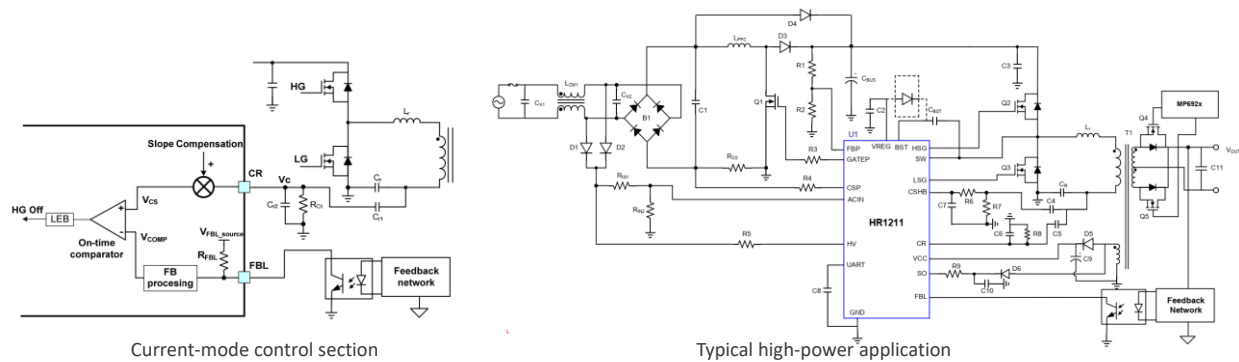 HG
LG
Lr
Slope Compensation
+
CR
Vc
Cr
Cr1
Cr2
RCr
HG Off
LEB
VCS
+
-
VCOMP
On-time
comparator
VFBL_source
RFBL
FB
procesing
FBL
Feedback
network
Current-mode control section
D4
LPFC
D3
R1
R2
CBUS
C3
CX1
LCM1
CX2
B1
C1
Q1
C2
CBST
Q2
Lr
T1
Q4
MP692x
VOUT
C11
Q5
D1
D2
RCS
R3
R4
RIN1
RIN2
R5
U1
VREG
BST
FBP
GATEP
CSP
ACIN
HV
UART
GND
HSG
SW
LSG
CSHB
CR
VCC
SO
FBL
HR1211
Q3
CR
R6
C4
C7
R7
C6
R8
C5
D5
C9
R9
D6
C10
C8
Feedback
Network
Typical high-power application